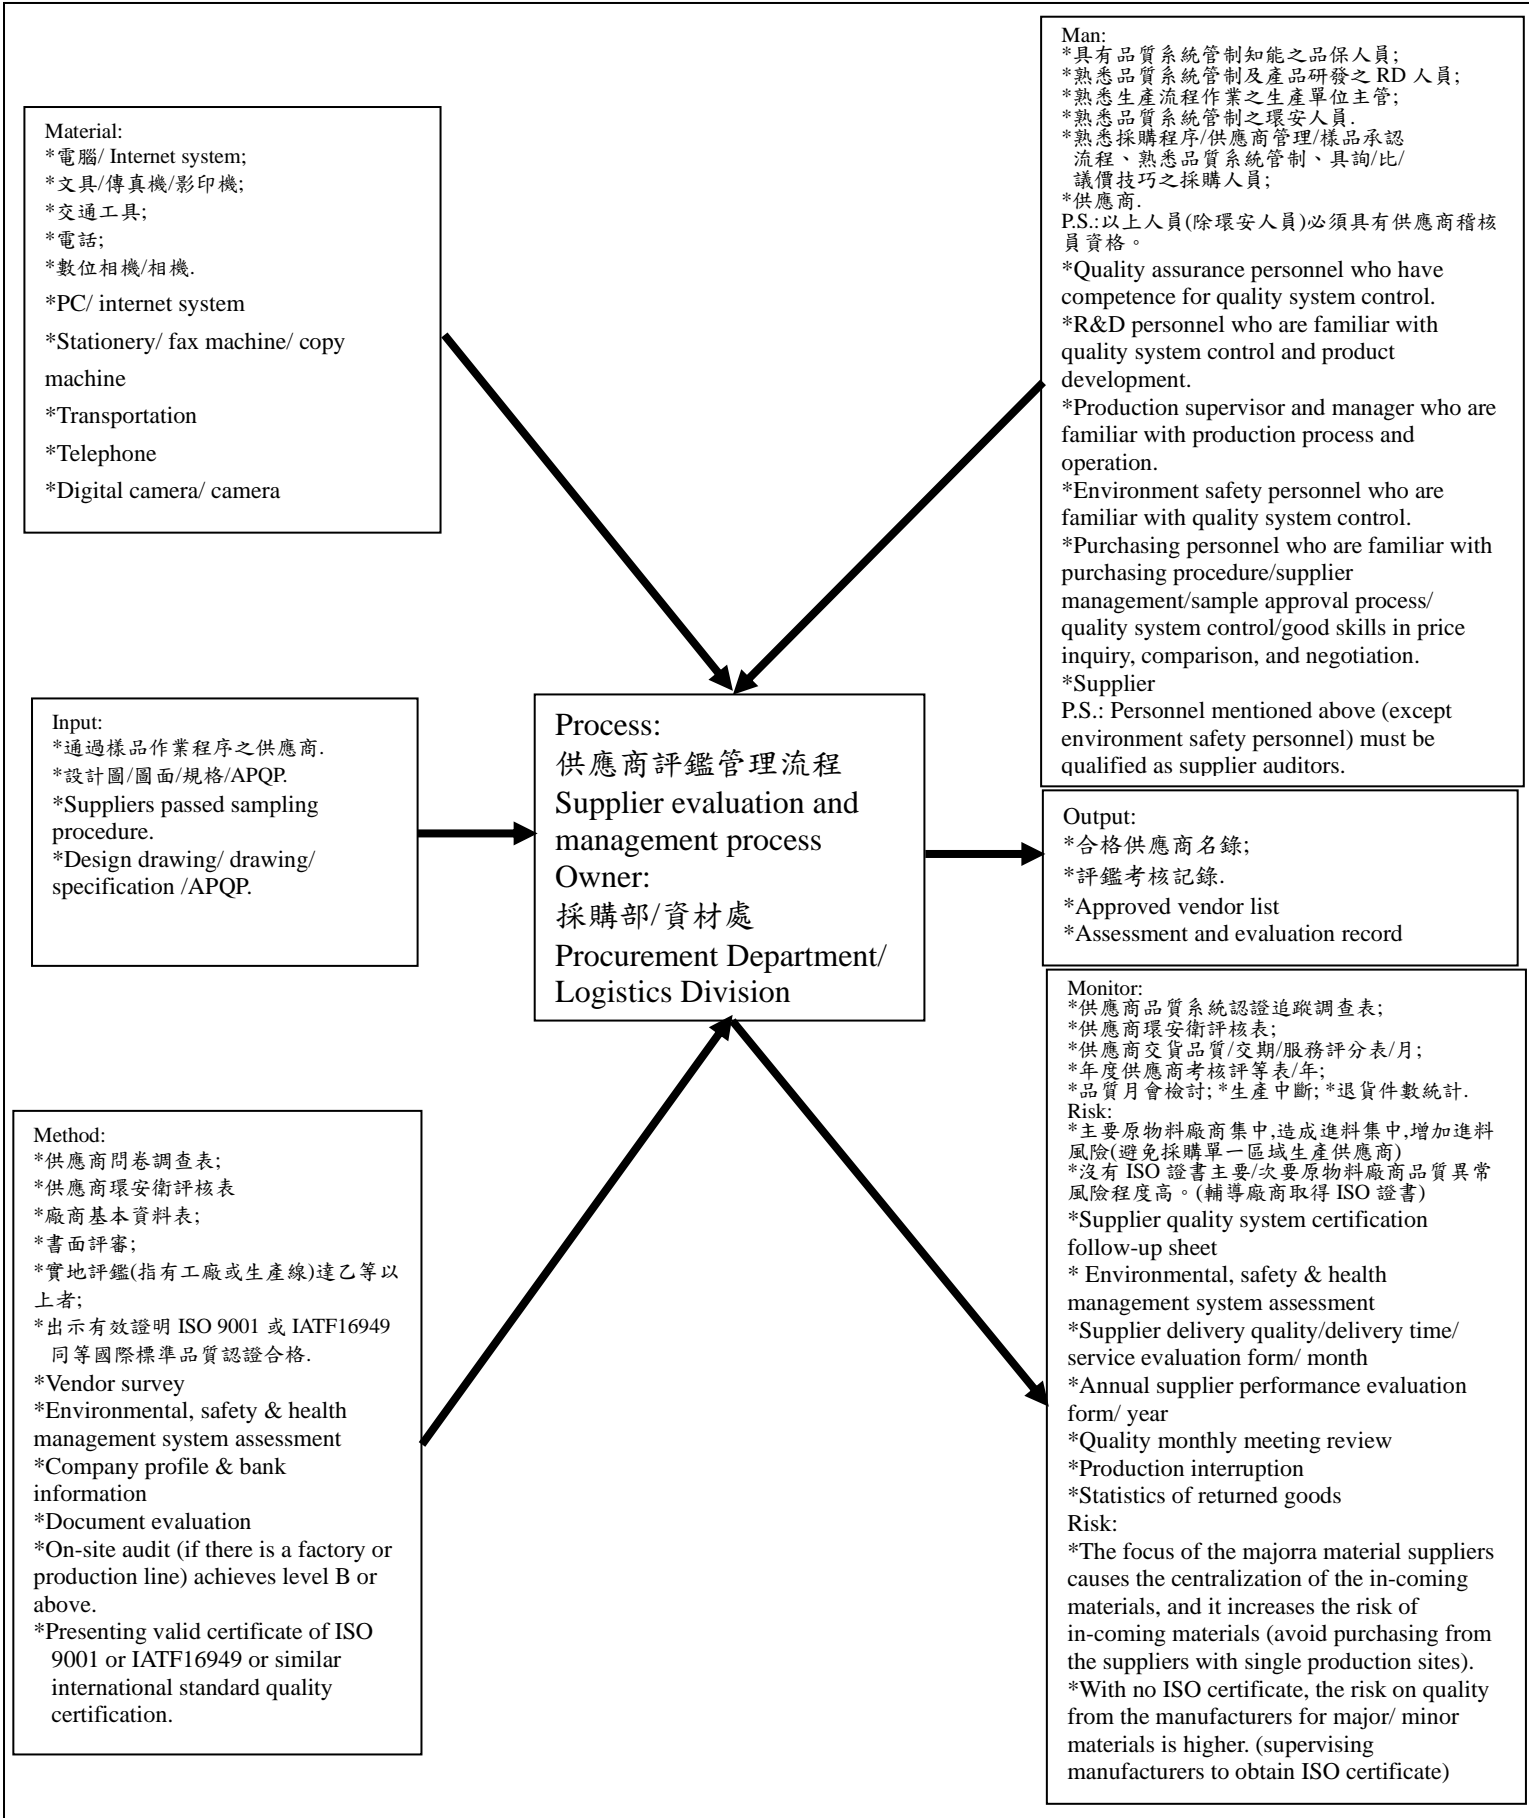 Material:
*電腦/ Internet system;
*文具/傳真機/影印機;
*交通工具;
*電話;
*數位相機/相機.
*PC/ internet system
*Stationery/ fax machine/ copy
machine
*Transportation
*Telephone
*Digital camera/ camera
Man:
*具有品質系統管制知能之品保人員;
*熟悉品質系統管制及產品研發之 RD 人員;
*熟悉生產流程作業之生產單位主管;
*熟悉品質系統管制之環安人員.
*熟悉採購程序/供應商管理/樣品承認
流程、熟悉品質系統管制、具詢/比/
議價技巧之採購人員;
*供應商.
P.S.:以上人員(除環安人員)必須具有供應商稽核
員資格。
*Quality assurance personnel who have
competence for quality system control.
*R&D personnel who are familiar with
quality system control and product
development.
*Production supervisor and manager who are
familiar with production process and
operation.
*Environment safety personnel who are
familiar with quality system control.
*Purchasing personnel who are familiar with
purchasing procedure/supplier
management/sample approval process/
quality system control/good skills in price
inquiry, comparison, and negotiation.
*Supplier
P.S.: Personnel mentioned above (except
environment safety personnel) must be
qualified as supplier auditors.
Input:
*通過樣品作業程序之供應商.
*設計圖/圖面/規格/APQP.
*Suppliers passed sampling
procedure.
*Design drawing/ drawing/
specification /APQP.
Process:
供應商評鑑管理流程
Supplier evaluation and
management process
Owner:
採購部/資材處
Procurement Department/
Logistics Division
Output:
*合格供應商名錄;
*評鑑考核記錄.
*Approved vendor list
*Assessment and evaluation record
Method:
*供應商問卷調查表;
*供應商環安衛評核表
*廠商基本資料表;
*書面評審;
*實地評鑑(指有工廠或生產線)達乙等以
上者;
*出示有效證明 ISO 9001 或 IATF16949
同等國際標準品質認證合格.
*Vendor survey
*Environmental, safety & health
management system assessment
*Company profile & bank
information
*Document evaluation
*On-site audit (if there is a factory or
production line) achieves level B or
above.
*Presenting valid certificate of ISO
9001 or IATF16949 or similar
international standard quality
certification.
Monitor:
*供應商品質系統認證追蹤調查表;
*供應商環安衛評核表;
*供應商交貨品質/交期/服務評分表/月;
*年度供應商考核評等表/年;
*品質月會檢討; *生產中斷; *退貨件數統計.
Risk:
*主要原物料廠商集中,造成進料集中,增加進料
風險(避免採購單一區域生產供應商)
*沒有 ISO 證書主要/次要原物料廠商品質異常
風險程度高。(輔導廠商取得 ISO 證書)
*Supplier quality system certification
follow-up sheet
* Environmental, safety & health
management system assessment
*Supplier delivery quality/delivery time/
service evaluation form/ month
*Annual supplier performance evaluation
form/ year
*Quality monthly meeting review
*Production interruption
*Statistics of returned goods
Risk:
*The focus of the majorra material suppliers
causes the centralization of the in-coming
materials, and it increases the risk of
in-coming materials (avoid purchasing from
the suppliers with single production sites).
*With no ISO certificate, the risk on quality
from the manufacturers for major/ minor
materials is higher. (supervising
manufacturers to obtain ISO certificate)